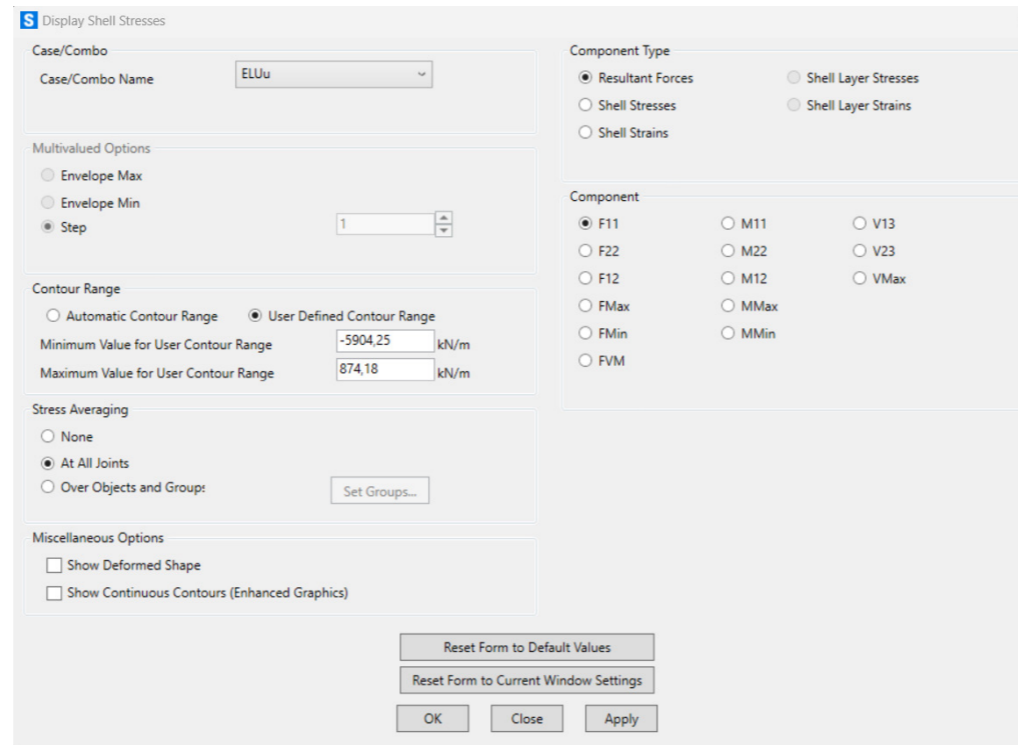 S Display Shell Stresses
Case/Combo
Case/Combo Name ELUu
Multivalued Options
Envelope Max
Envelope Min
Step 1
Contour Range
Automatic Contour Range User Defined Contour Range
Minimum Value for User Contour Range -5904,25 kN/m
Maximum Value for User Contour Range 874,18 kN/m
Stress Averaging
None
At All Joints
Over Objects and Groups
Set Groups...
Miscellaneous Options
Show Deformed Shape
Show Continuous Contours (Enhanced Graphics)
Component Type
Resultant Forces Shell Layer Stresses
Shell Stresses Shell Layer Strains
Shell Strains
Component
F11 M11 V13
F22 M22 V23
F12 M12 VMax
FMax MMax
FMin MMin
FVM
Reset Form to Default Values
Reset Form to Current Window Settings
OK Close Apply